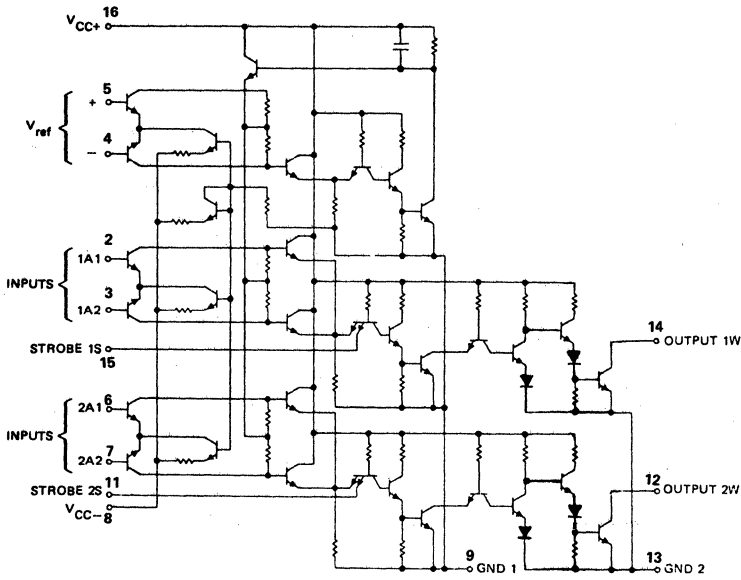 16
VCC+
5
+
Vref
4
−
2
1A1
INPUTS
3
1A2
STROBE 1S
15
14
OUTPUT 1W
6
2A1
INPUTS
7
2A2
11
STROBE 2S
VCC−
8
12
OUTPUT 2W
9
GND 1
13
GND 2